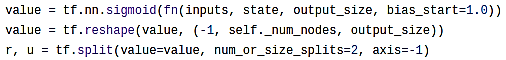 value = tf.nn.sigmoid(fn(inputs, state, output_size, bias_start=1.0))
value = tf.reshape(value, (-1, self._num_nodes, output_size))
r, u = tf.split(value=value, num_or_size_splits=2, axis=-1)